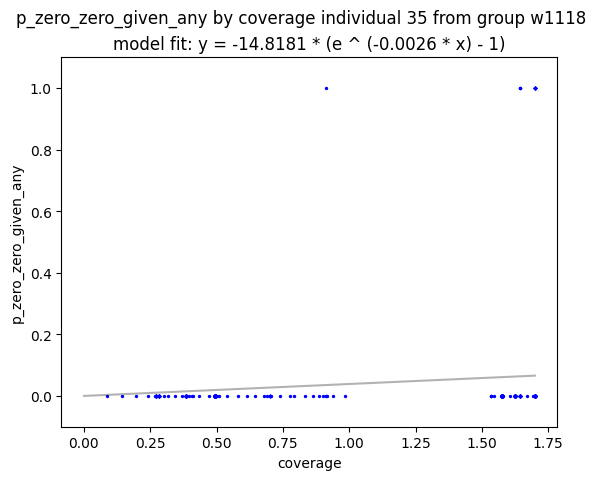 p_zero_zero_given_any by coverage individual 35 from group w1118
model fit: y = -14.8181 * (e ^ (-0.0026 * x) - 1)
1.0
0.8
0.6
0.4
0.2
0.0
p_zero_zero_given_any
0.00 0.25 0.50 0.75 1.00 1.25 1.50 1.75
coverage